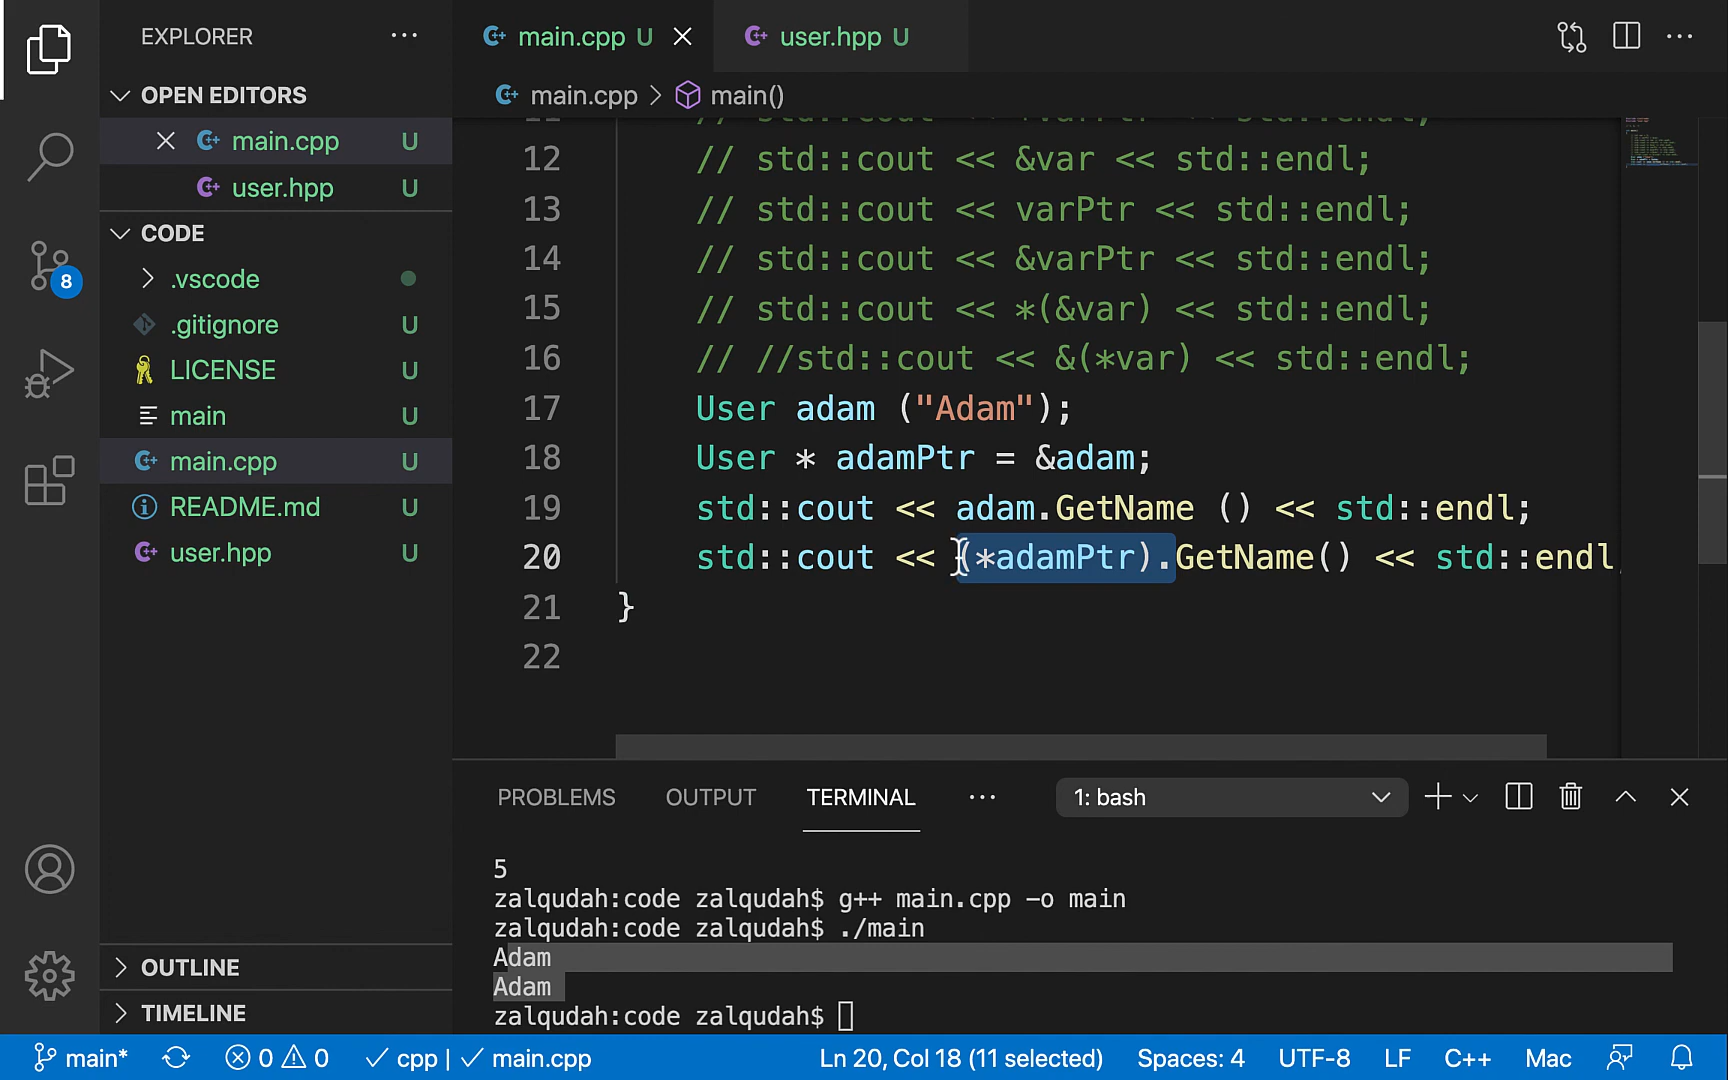 EXPLORER
OPEN EDITORS
main.cpp U
user.hpp U
CODE
.vscode
.gitignore U
LICENSE U
main U
main.cpp U
README.md U
user.hpp U
OUTLINE
TIMELINE
8
main.cpp U
user.hpp U
main.cpp > main()
12 // std::cout << &var << std::endl;
13 // std::cout << varPtr << std::endl;
14 // std::cout << &varPtr << std::endl;
15 // std::cout << *(&var) << std::endl;
16 // //std::cout << &(*var) << std::endl;
17 User adam ("Adam");
18 User * adamPtr = &adam;
19 std::cout << adam.GetName () << std::endl;
20 std::cout << (*adamPtr).GetName() << std::endl
21 }
22
PROBLEMS OUTPUT TERMINAL 1: bash
5
zalqudah:code zalqudah$ g++ main.cpp -o main
zalqudah:code zalqudah$ ./main
Adam
Adam
zalqudah:code zalqudah$
main* 0 0 cpp | main.cpp Ln 20, Col 18 (11 selected) Spaces: 4 UTF-8 LF C++ Mac